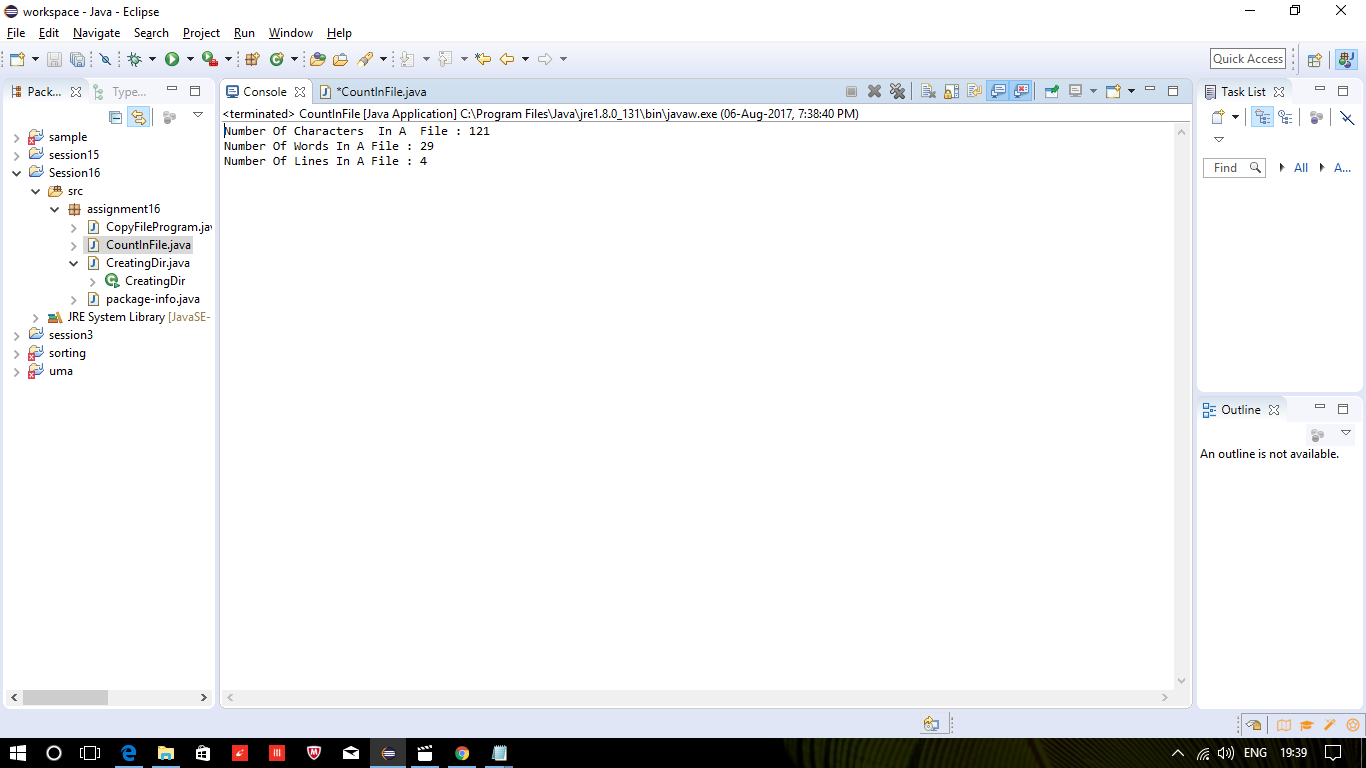 workspace - Java - Eclipse
File Edit Navigate Search Project Run Window Help
Quick Access
Pack...
Type...
sample
session15
Session16
src
assignment16
CopyFileProgram.jav
CountInFile.java
CreatingDir.java
CreatingDir
package-info.java
JRE System Library [JavaSE-
session3
sorting
uma
Console
*CountInFile.java
<terminated> CountInFile [Java Application] C:\Program Files\Java\jre1.8.0_131\bin\javaw.exe (06-Aug-2017, 7:38:40 PM)
Number Of Characters  In A  File : 121
Number Of Words In A File : 29
Number Of Lines In A File : 4
Task List
Find
All
A...
Outline
An outline is not available.
ENG
19:39